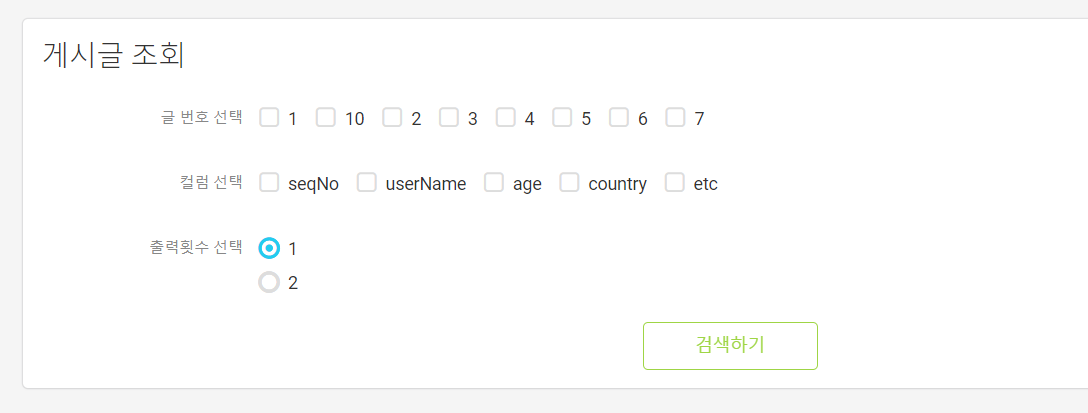 게시글 조회
글 번호 선택 1 10 2 3 4 5 6 7
컬럼 선택 seqNo userName age country etc
출력횟수 선택 1
2
검색하기